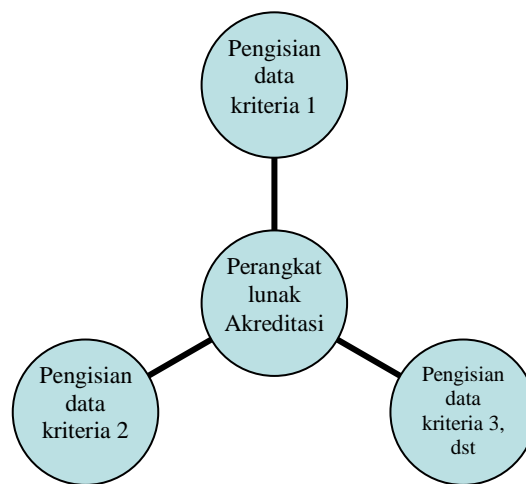 Pengisian
data
kriteria 1
Perangkat
lunak
Akreditasi
Pengisian
data
kriteria 2
Pengisian
data
kriteria 3,
dst